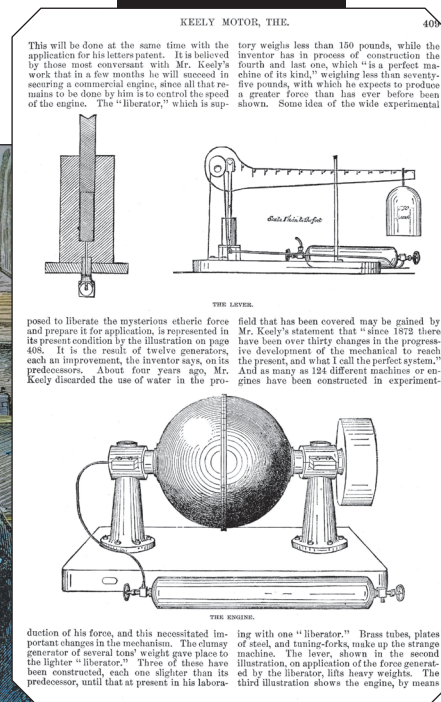 KEELY MOTOR, THE.
409
This will be done at the same time with the
application for his letters patent. It is believed
by those most conversant with Mr. Keely's
work that in a few months he will succeed in
securing a commercial engine, since all that re-
mains to be done by him is to control the speed
of the engine. The "liberator," which is sup-
tory weighs less than 150 pounds, while the
inventor has in process of construction the
fourth and last one, which "is a perfect ma-
chine of its kind," weighing less than seventy-
five pounds, with which he expects to produce
a greater force than has ever before been
shown. Some idea of the wide experimental
THE LEVER.
posed to liberate the mysterious etheric force
and prepare it for application, is represented in
its present condition by the illustration on page
408. It is the result of twelve generators,
each an improvement, the inventor says, on its
predecessors. About four years ago, Mr.
Keely discarded the use of water in the pro-
field that has been covered may be gained by
Mr. Keely's statement that "since 1872 there
have been over thirty changes in the progress-
ive development of the mechanical to reach
the present, and what I call the perfect system."
And as many as 124 different machines or en-
gines have been constructed in experiment-
THE ENGINE.
duction of his force, and this necessitated im-
portant changes in the mechanism. The clumsy
generator of several tons' weight gave place to
the lighter "liberator." Three of these have
been constructed, each one slighter than its
predecessor, until that at present in his labora-
ing with one "liberator." Brass tubes, plates
of steel, and tuning-forks, make up the strange
machine. The lever, shown in the second
illustration, on application of the force generat-
ed by the liberator, lifts heavy weights. The
third illustration shows the engine, by means